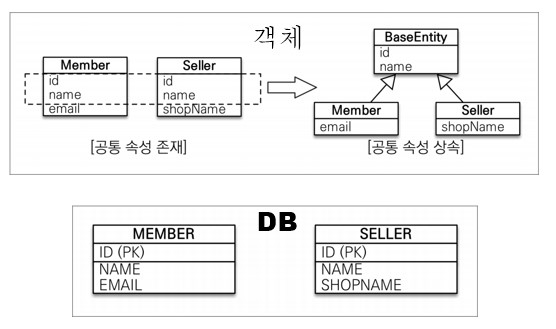 객체
Member
id
name
email
Seller
id
name
shopName
[공통 속성 존재]
BaseEntity
id
name
Member
email
Seller
shopName
[공통 속성 상속]
DB
MEMBER
ID (PK)
NAME
EMAIL
SELLER
ID (PK)
NAME
SHOPNAME